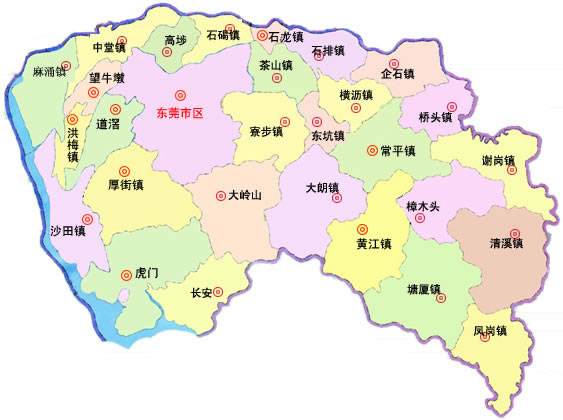 石碣镇
石龙镇
高埗
中堂镇
石排镇
茶山镇
企石镇
麻涌镇
望牛墩
横沥镇
东莞市区
桥头镇
道滘
洪梅镇
寮步镇
东坑镇
常平镇
谢岗镇
厚街镇
大朗镇
大岭山
樟木头
沙田镇
黄江镇
清溪镇
虎门
长安
塘厦镇
凤岗镇